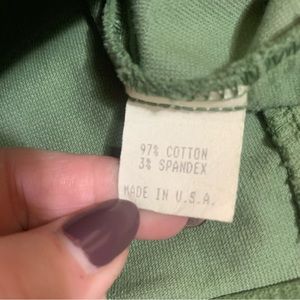 97% COTTON
3% SPANDEX
MADE IN U.S.A.